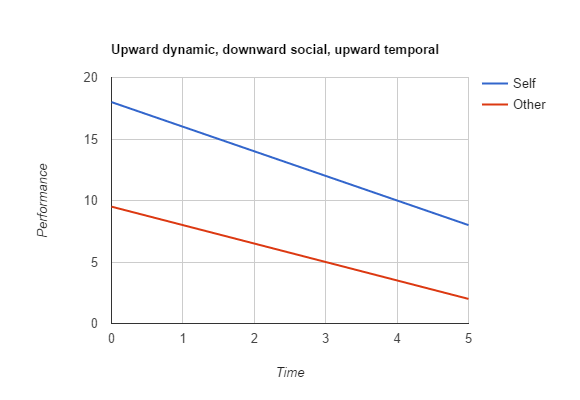 Upward dynamic, downward social, upward temporal
20
15
10
5
0
0 1 2 3 4 5
Performance
Time
Self
Other